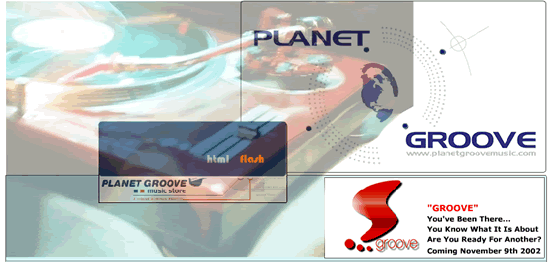 PLANET
GROOVE
www.planetgroovemusic.com
html flash
PLANET GROOVE
music store
groove
"GROOVE"
You've Been There...
You Know What It Is About
Are You Ready For Another?
Coming November 9th 2002